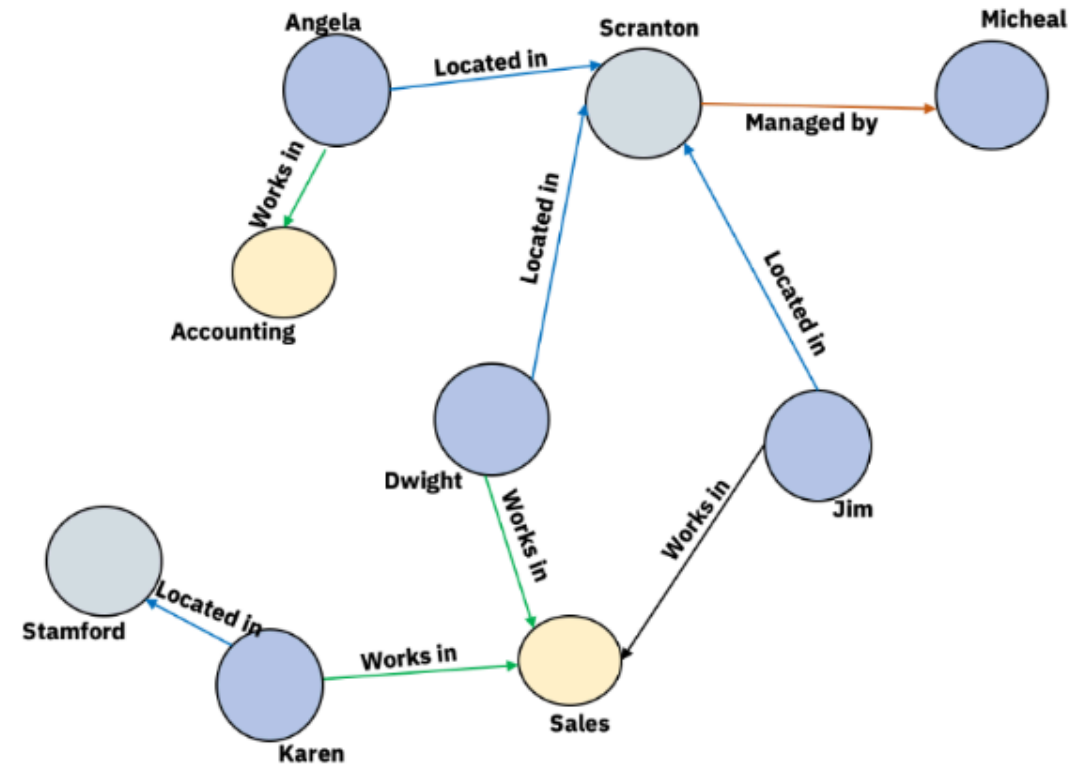 Angela
Scranton
Micheal
Located in
Managed by
Works in
Located in
Located in
Accounting
Dwight
Works in
Works in
Jim
Stamford
Located in
Works in
Sales
Karen